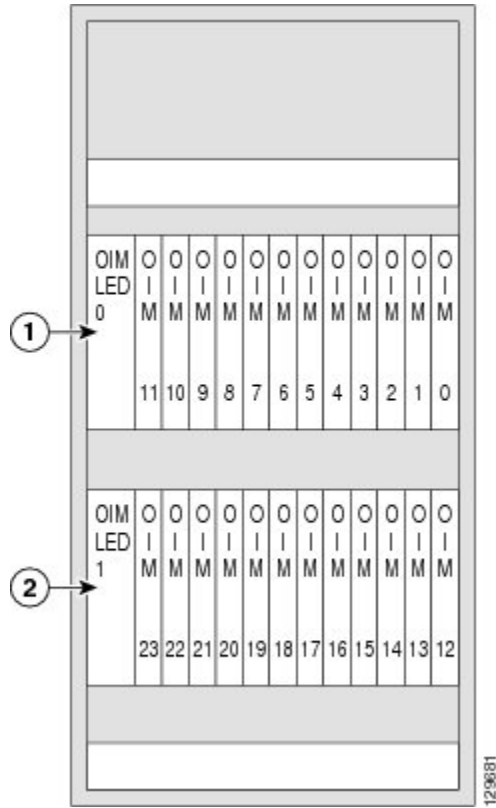 OIM O O O O O O O O O O O O
LED I I I I I I I I I I I I
0 M M M M M M M M M M M M
1
11 10 9 8 7 6 5 4 3 2 1 0
OIM O O O O O O O O O O O O
LED I I I I I I I I I I I I
1 M M M M M M M M M M M M
2
23 22 21 20 19 18 17 16 15 14 13 12
129681